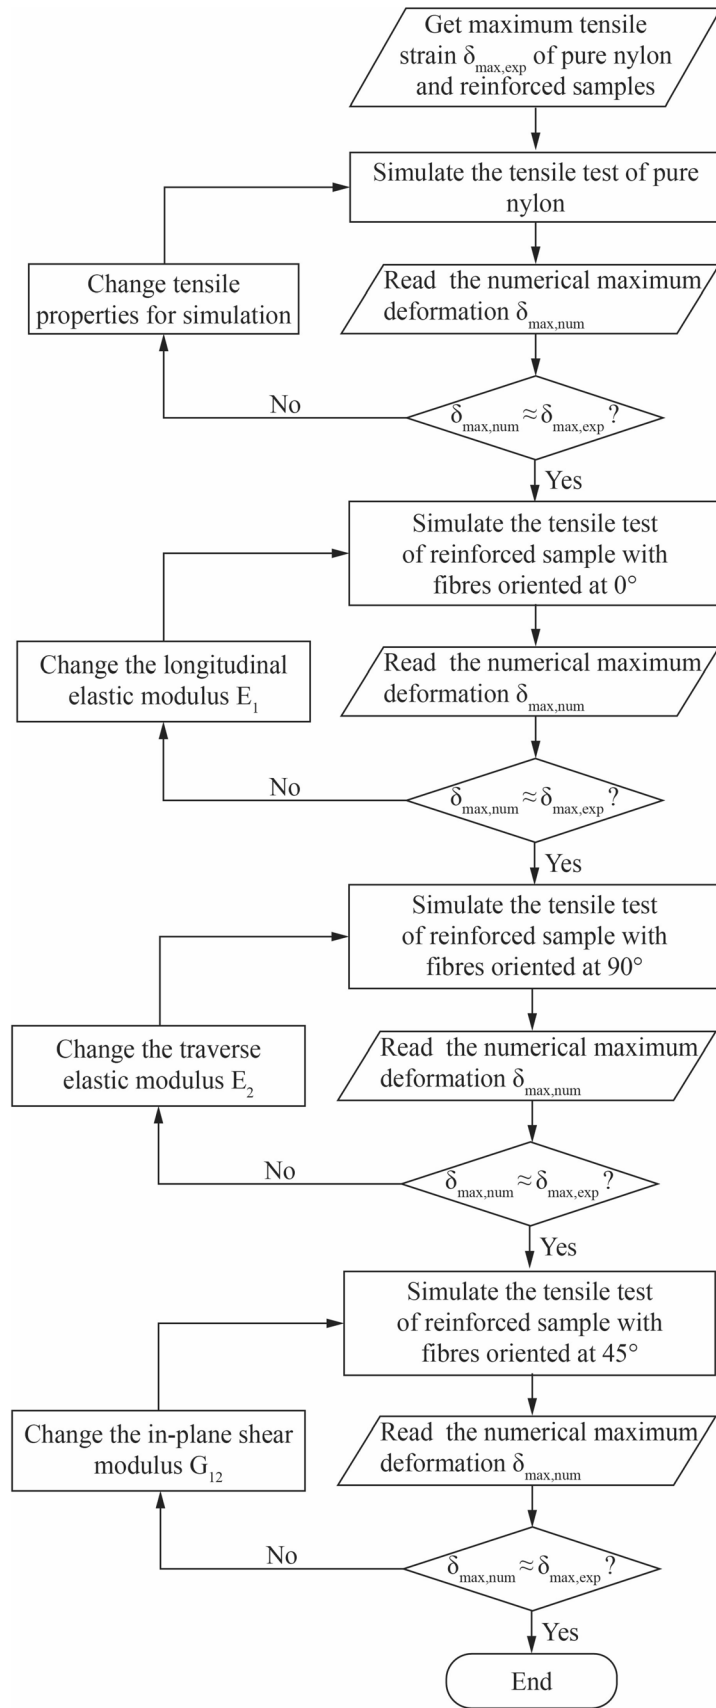 Get maximum tensile
strain δmax,exp of pure nylon
and reinforced samples
Simulate the tensile test of pure
nylon
Change tensile
properties for simulation
Read the numerical maximum
deformation δmax,num
No
δmax,num ≈ δmax,exp ?
Yes
Simulate the tensile test
of reinforced sample with
fibres oriented at 0°
Change the longitudinal
elastic modulus E1
Read the numerical maximum
deformation δmax,num
No
δmax,num ≈ δmax,exp ?
Yes
Simulate the tensile test
of reinforced sample with
fibres oriented at 90°
Change the traverse
elastic modulus E2
Read the numerical maximum
deformation δmax,num
No
δmax,num ≈ δmax,exp ?
Yes
Simulate the tensile test
of reinforced sample with
fibres oriented at 45°
Change the in-plane shear
modulus G12
Read the numerical maximum
deformation δmax,num
No
δmax,num ≈ δmax,exp ?
Yes
End